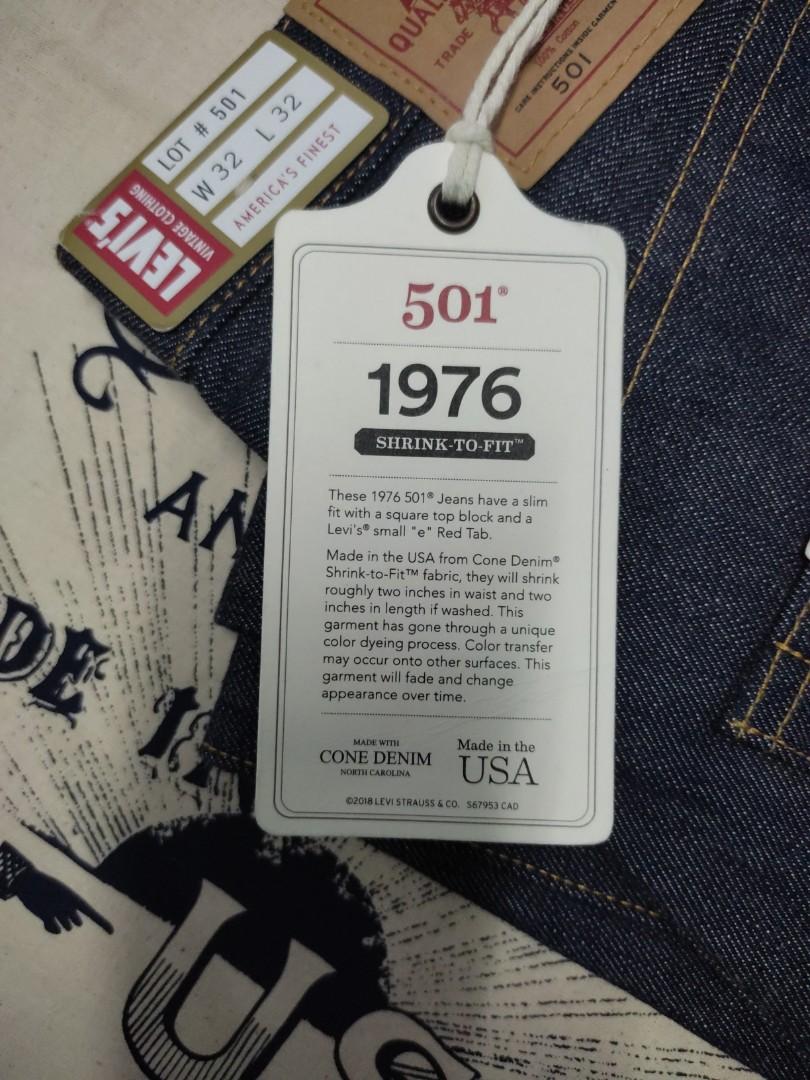 QUAL
TRADE
100% Cotton
CARE INSTRUCTIONS INSIDE GARMENT
501
LOT # 501
W 32 L 32
AMERICA'S FINEST
LEVI'S
VINTAGE CLOTHING
501®
1976
SHRINK-TO-FIT™
These 1976 501® Jeans have a slim
fit with a square top block and a
Levi's® small "e" Red Tab.
Made in the USA from Cone Denim®
Shrink-to-Fit™ fabric, they will shrink
roughly two inches in waist and two
inches in length if washed. This
garment has gone through a unique
color dyeing process. Color transfer
may occur onto other surfaces. This
garment will fade and change
appearance over time.
MADE WITH
CONE DENIM
NORTH CAROLINA
Made in the
USA
©2018 LEVI STRAUSS & CO. S67953 CAD
AN
DE IN
US